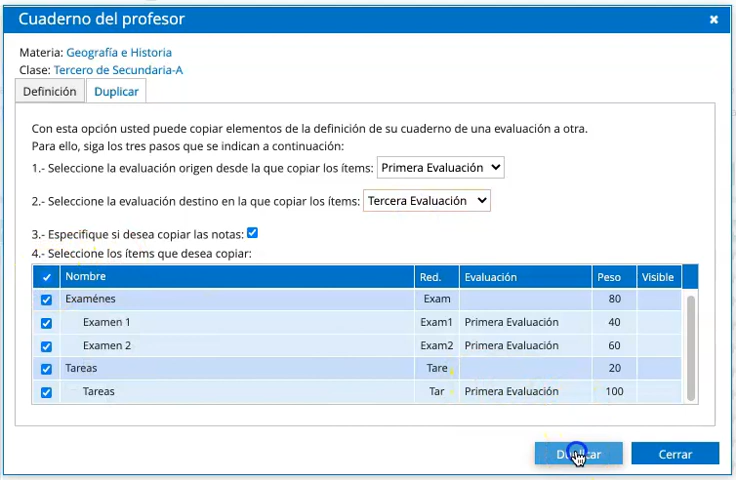 Cuaderno del profesor
Materia: Geografía e Historia
Clase: Tercero de Secundaria-A
Definición Duplicar
Con esta opción usted puede copiar elementos de la definición de su cuaderno de una evaluación a otra.
Para ello, siga los tres pasos que se indican a continuación:
1.- Seleccione la evaluación origen desde la que copiar los ítems: Primera Evaluación
2.- Seleccione la evaluación destino en la que copiar los ítems: Tercera Evaluación
3.- Especifique si desea copiar las notas:
4.- Seleccione los ítems que desea copiar:
Nombre Red. Evaluación Peso Visible
Examénes Exam 80
Examen 1 Exam1 Primera Evaluación 40
Examen 2 Exam2 Primera Evaluación 60
Tareas Tare 20
Tareas Tar Primera Evaluación 100
Duplicar Cerrar